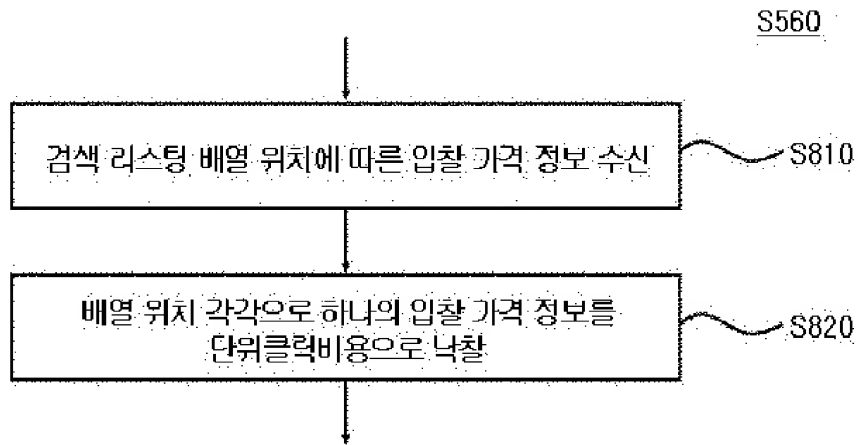 S560
검색 리스팅 배열 위치에 따른 입찰 가격 정보 수신
S810
배열 위치 각각으로 하나의 입찰 가격 정보를
단위클릭비용으로 낙찰
S820